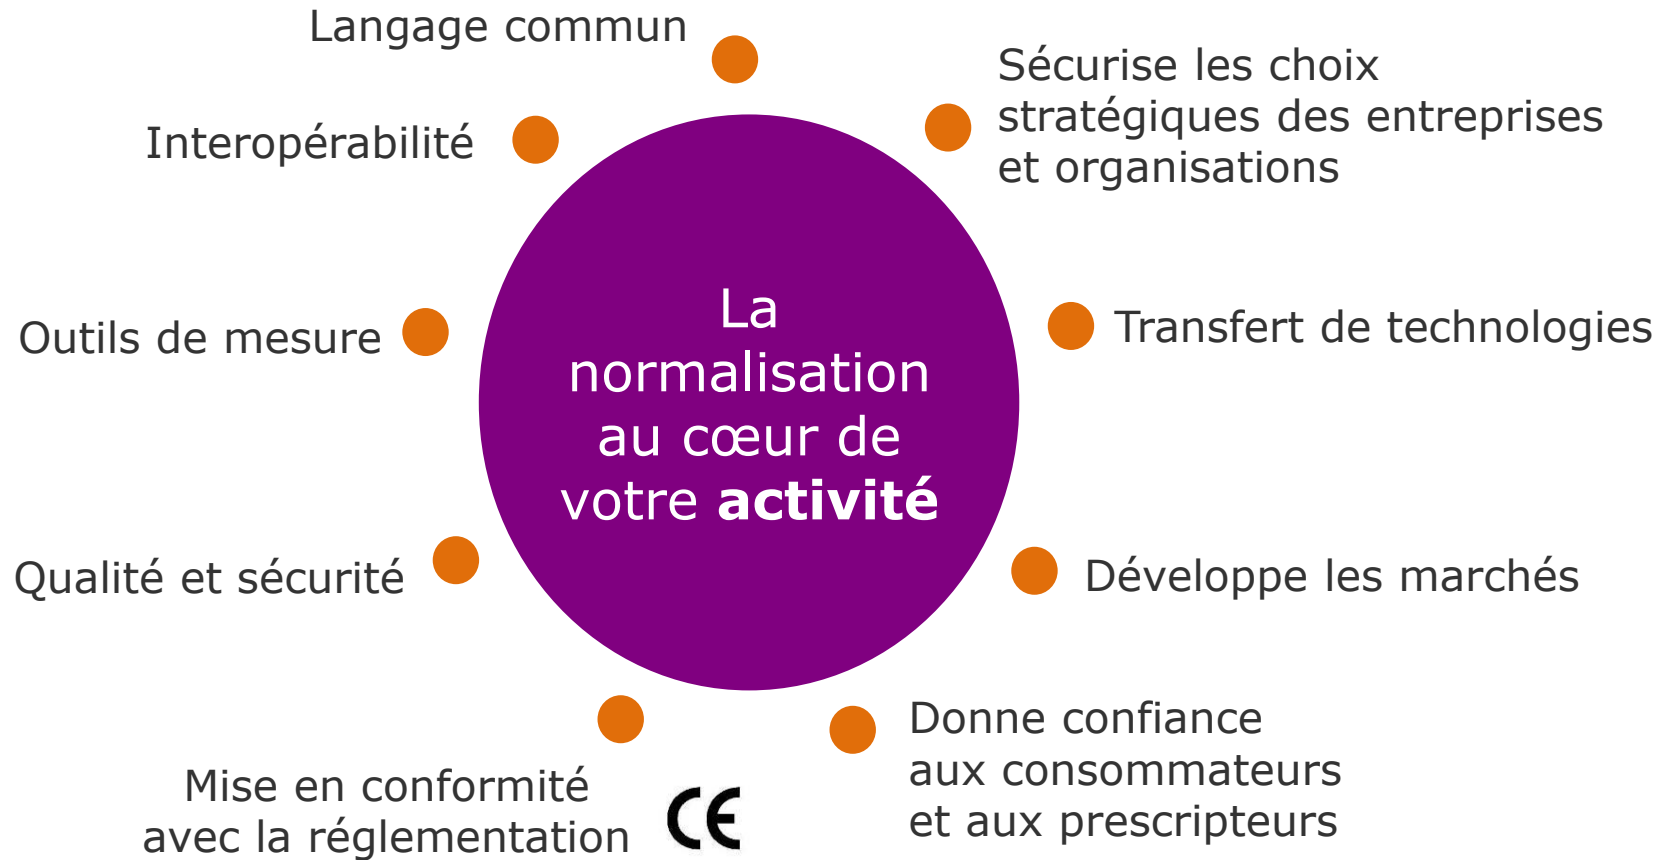 Langage commun
Sécurise les choix
stratégiques des entreprises
et organisations
Interopérabilité
La
normalisation
au cœur de
votre activité
Outils de mesure
Transfert de technologies
Qualité et sécurité
Développe les marchés
Mise en conformité
avec la réglementation
CE
Donne confiance
aux consommateurs
et aux prescripteurs